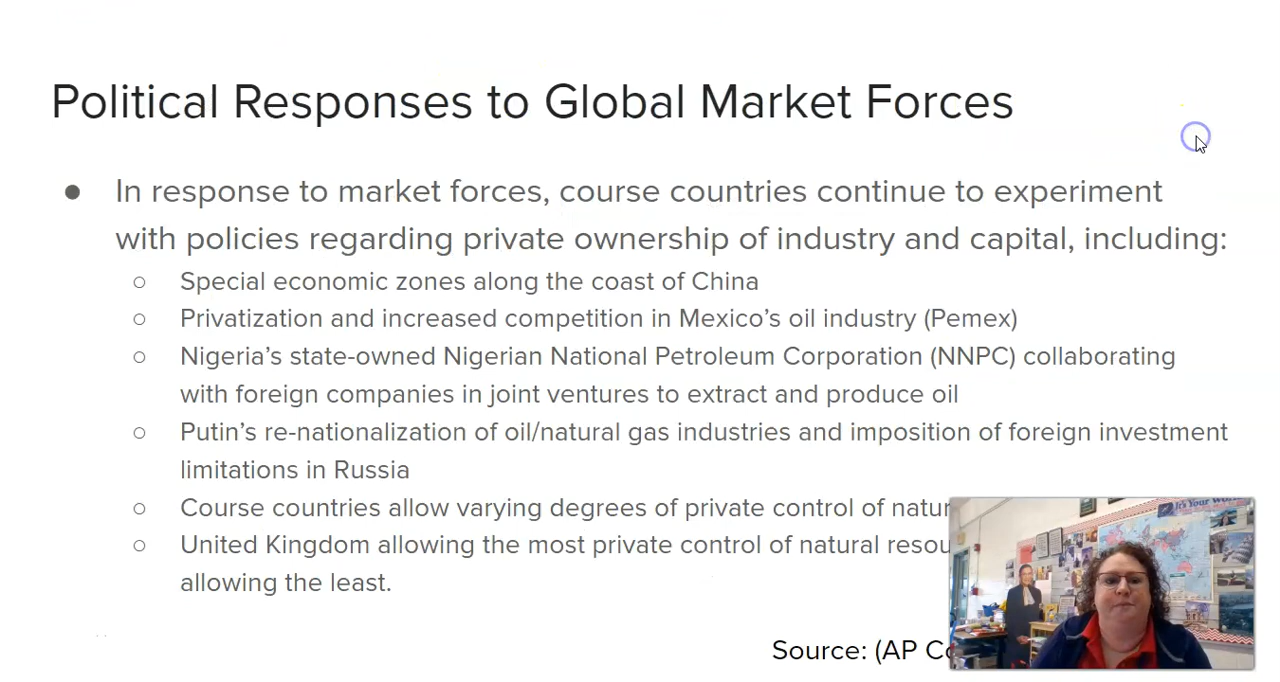 Political Responses to Global Market Forces
● In response to market forces, course countries continue to experiment
with policies regarding private ownership of industry and capital, including:
○ Special economic zones along the coast of China
○ Privatization and increased competition in Mexico’s oil industry (Pemex)
○ Nigeria’s state-owned Nigerian National Petroleum Corporation (NNPC) collaborating
with foreign companies in joint ventures to extract and produce oil
○ Putin’s re-nationalization of oil/natural gas industries and imposition of foreign investment
limitations in Russia
○ Course countries allow varying degrees of private control of natur
○ United Kingdom allowing the most private control of natural resou
allowing the least.
Source: (AP Co
It's Your Wor